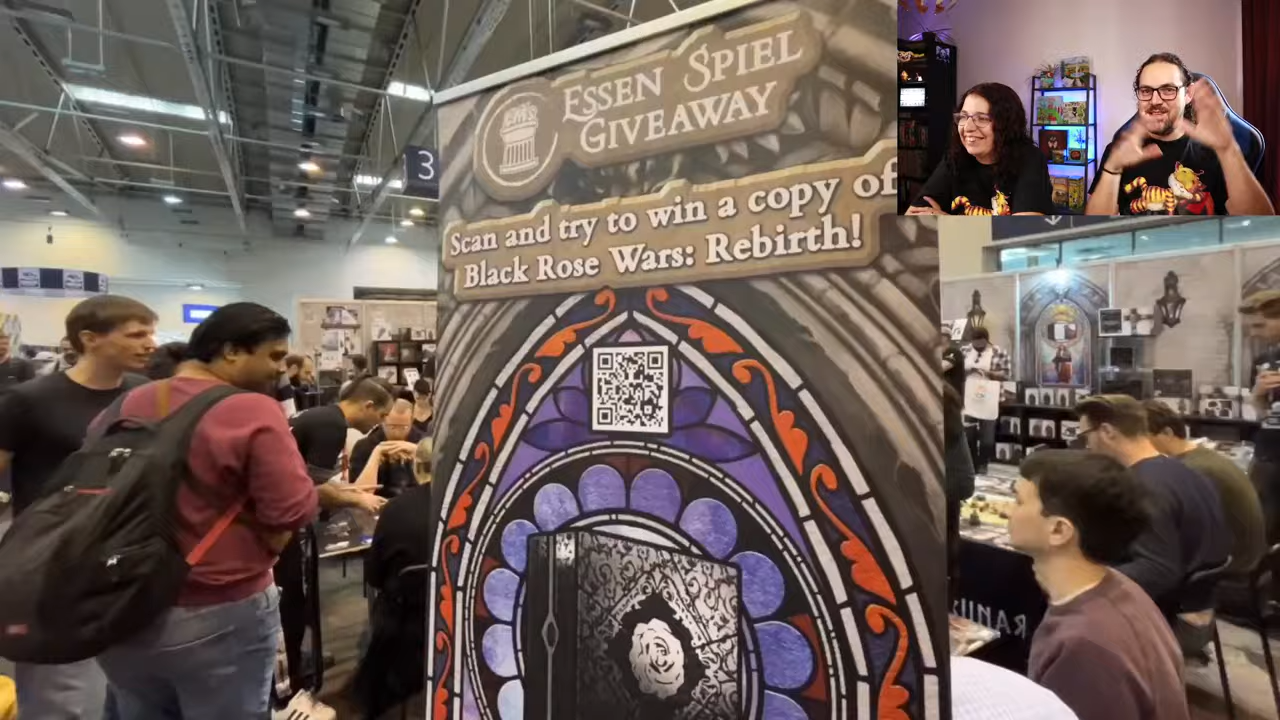 ESSEN SPIEL
GIVEAWAY
Scan and try to win a copy of
Black Rose Wars: Rebirth!
3